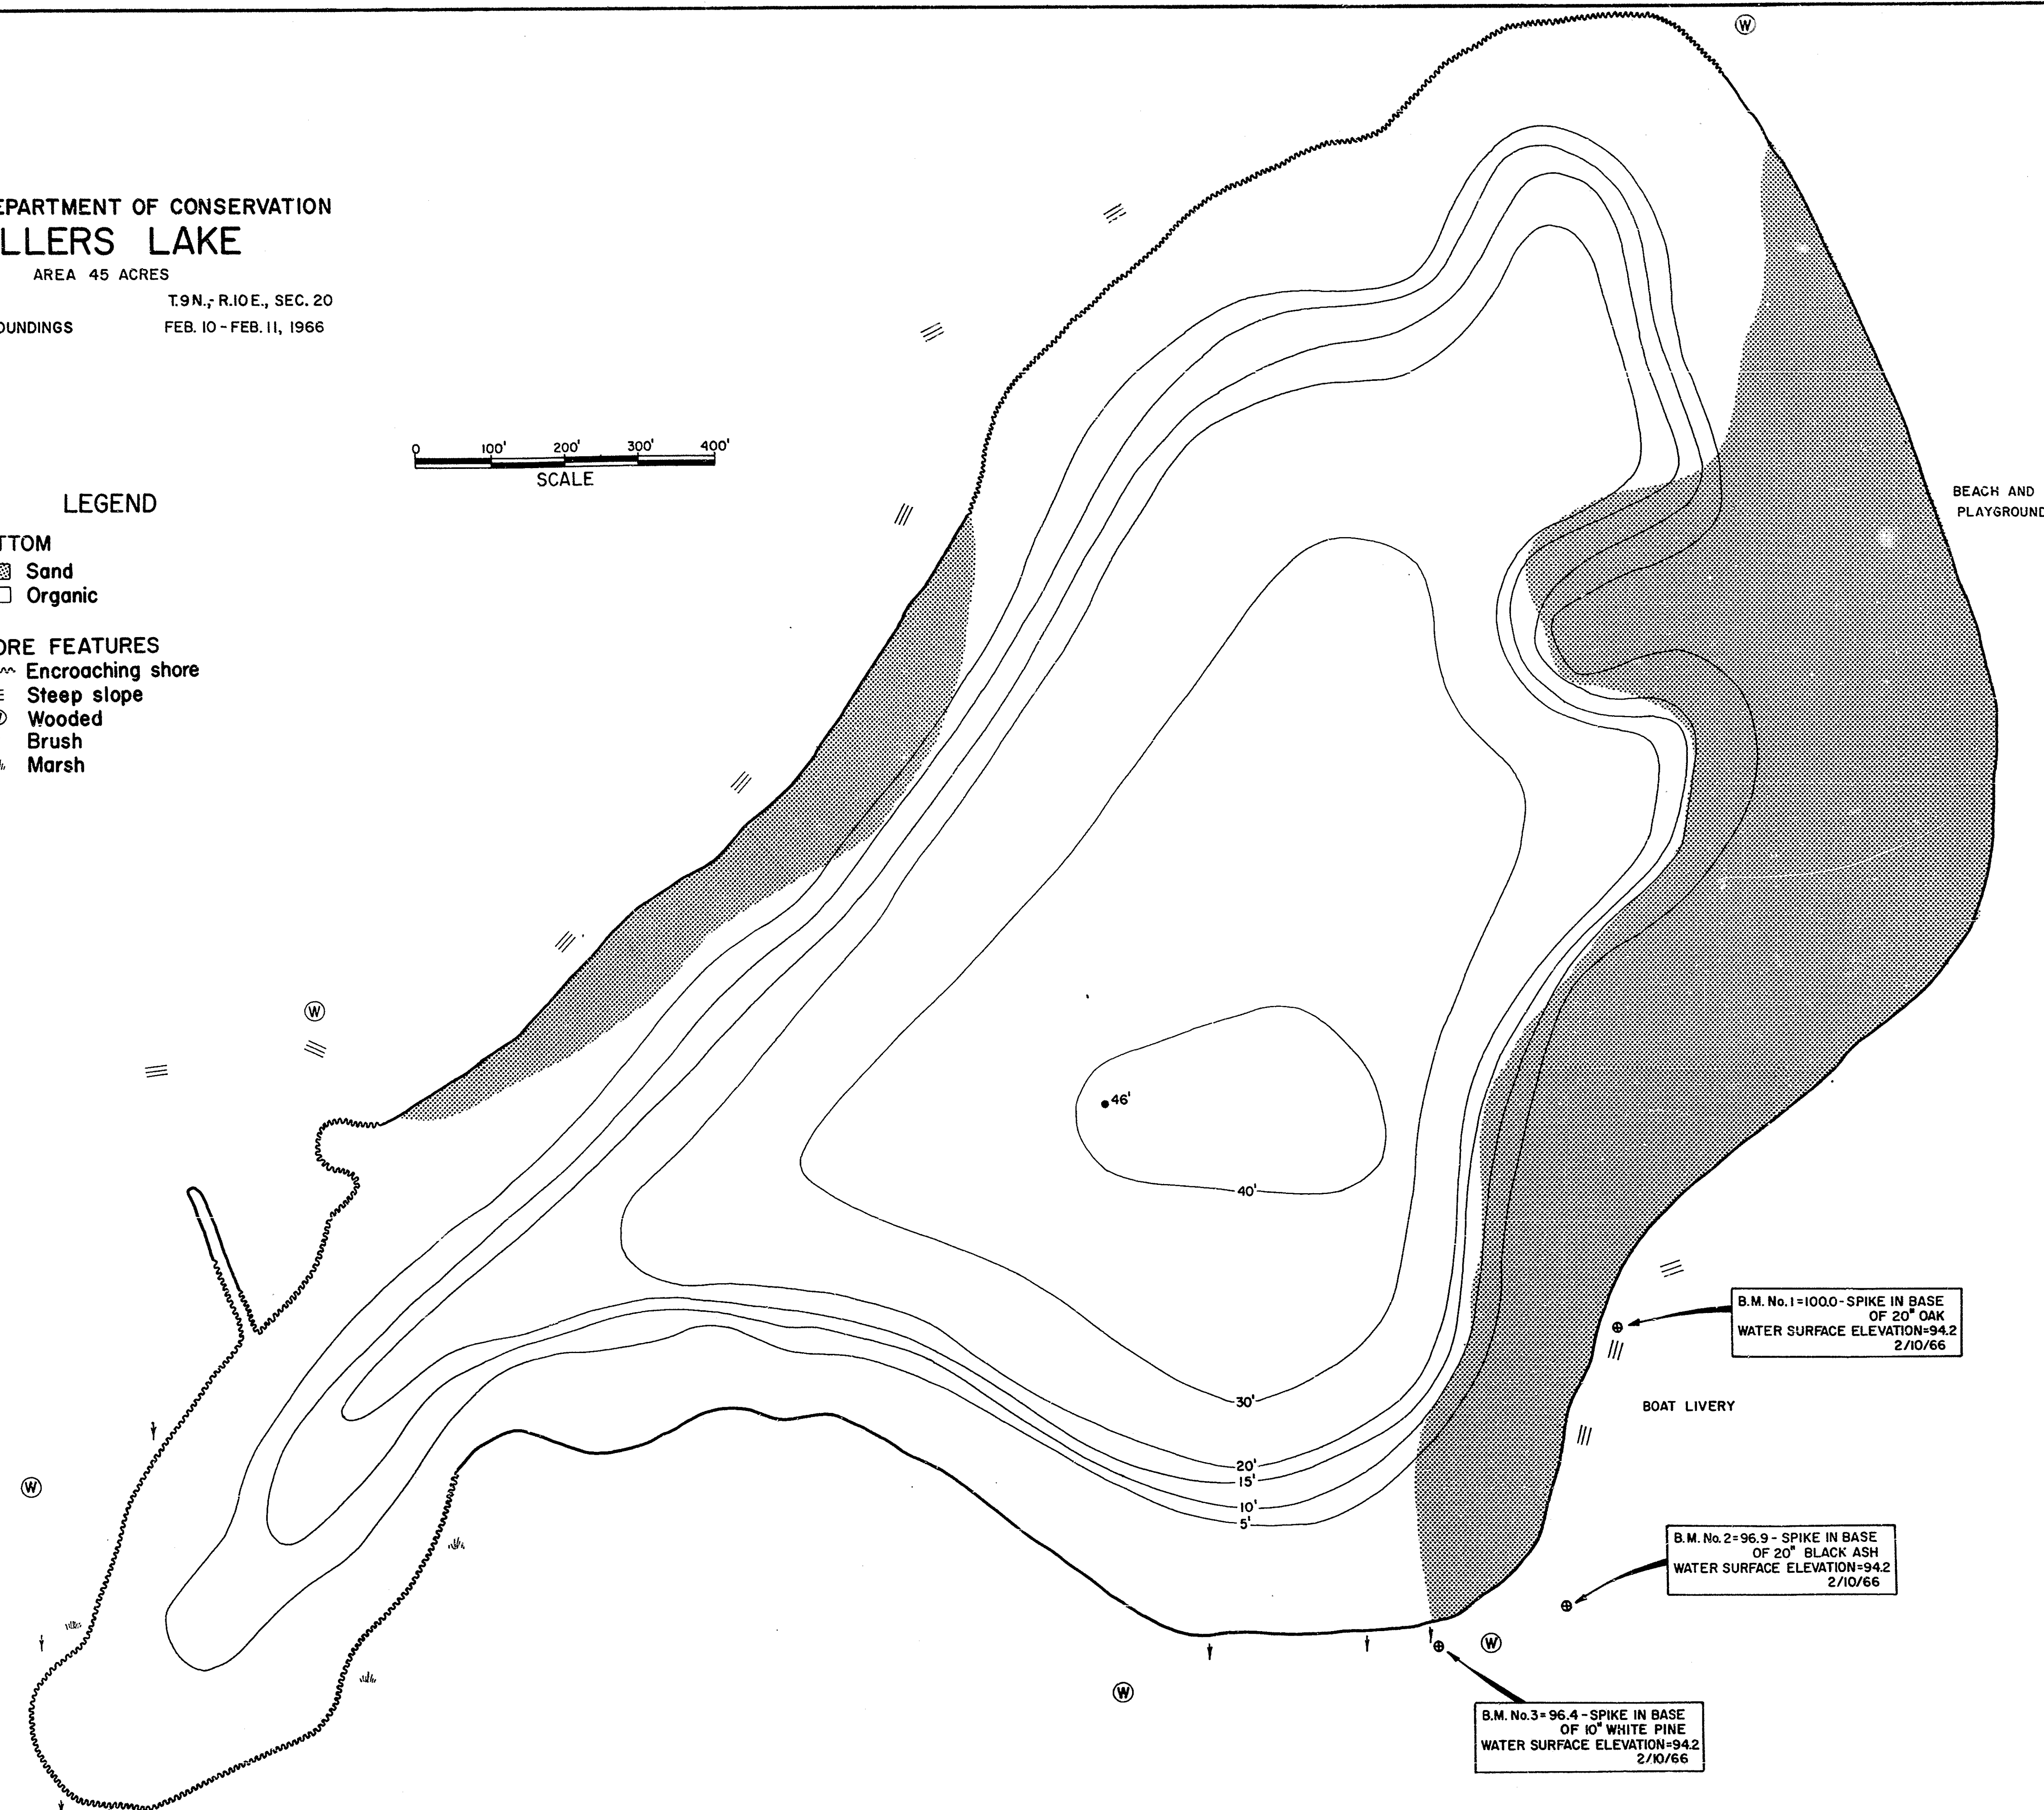 EPARTMENT OF CONSERVATION
LLERS LAKE
AREA 45 ACRES
T.9N.,- R.10E., SEC. 20
OUNDINGS FEB. 10 - FEB. 11, 1966
0 100' 200' 300' 400'
SCALE
LEGEND
TTOM
Sand
Organic
ORE FEATURES
Encroaching shore
Steep slope
W Wooded
Brush
Marsh
W
BEACH AND
PLAYGROUND
W
46'
40'
30'
20'
15'
10'
5'
B.M. No.1=100.0-SPIKE IN BASE
OF 20" OAK
WATER SURFACE ELEVATION=94.2
2/10/66
BOAT LIVERY
W
B.M. No.2=96.9 - SPIKE IN BASE
OF 20" BLACK ASH
WATER SURFACE ELEVATION=94.2
2/10/66
W
W
B.M. No.3=96.4-SPIKE IN BASE
OF 10" WHITE PINE
WATER SURFACE ELEVATION=94.2
2/10/66